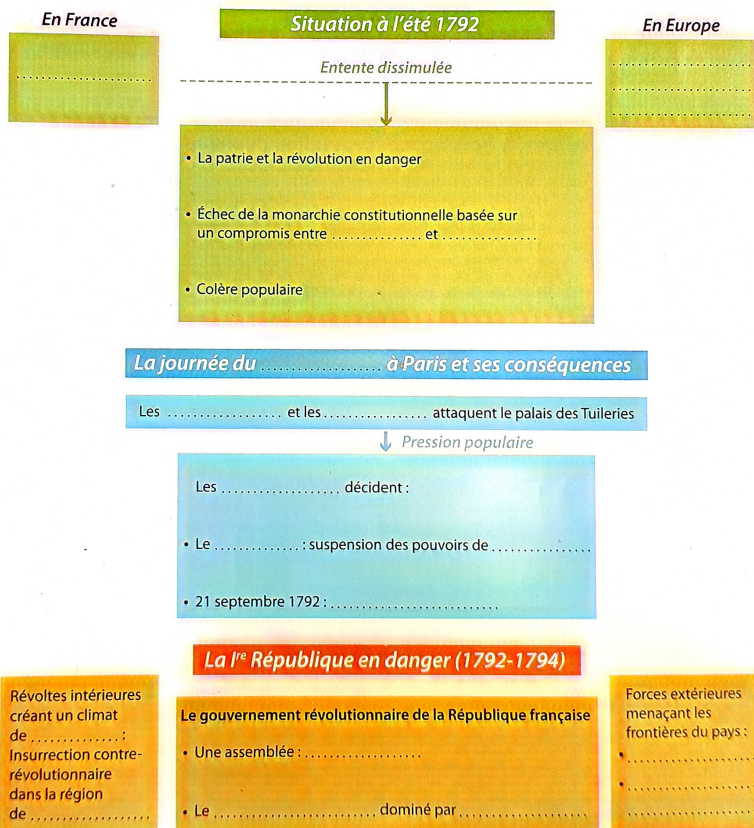 En France
Situation à l'été 1792
En Europe
....................
Entente dissimulée
....................
....................
....................
• La patrie et la révolution en danger
• Échec de la monarchie constitutionnelle basée sur
un compromis entre ............... et ................
• Colère populaire
La journée du .................... à Paris et ses conséquences
Les ................... et les ................. attaquent le palais des Tuileries
Pression populaire
Les .................... décident :
• Le .............. : suspension des pouvoirs de .................
• 21 septembre 1792 : ............................
La Ire République en danger (1792-1794)
Révoltes intérieures
créant un climat
de ............... :
Insurrection contre-
révolutionnaire
dans la région
de ....................
Le gouvernement révolutionnaire de la République française
• Une assemblée : ....................
• Le ........................... dominé par ......................
Forces extérieures
menaçant les
frontières du pays :
• .....................
• .....................